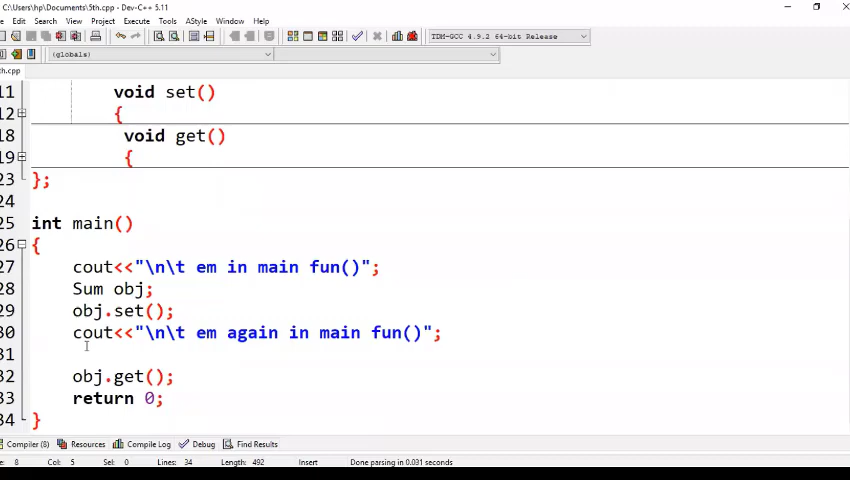 C:\Users\hp\Documents\5th.cpp - Dev-C++ 5.11
Edit Search View Project Execute Tools AStyle Window Help
TDM-GCC 4.9.2 64-bit Release
(globals)
th.cpp
11 void set()
12 {
18 void get()
19 {
23 };
24
25 int main()
26 {
27 cout<<"\n\t em in main fun()";
28 Sum obj;
29 obj.set();
30 cout<<"\n\t em again in main fun()";
31
32 obj.get();
33 return 0;
34 }
Compiler (8) Resources Compile Log Debug Find Results
e: 8 Col: 5 Sel: 0 Lines: 34 Length: 492 Insert Done parsing in 0.031 seconds